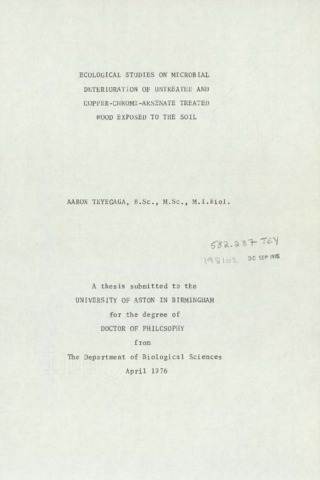 ECOLOGICAL STUDIES ON MICROBIAL
DETERIORATION OF UNTREATED AND
COPPER-CHROME-ARSENATE TREATED
WOOD EXPOSED TO THE SOIL
AARON TEYEGAGA, B.Sc., M.Sc., M.I.Biol.
582.287 TEY
198102 30 SEP 1976
A thesis submitted to the
UNIVERSITY OF ASTON IN BIRMINGHAM
for the degree of
DOCTOR OF PHILOSOPHY
from
The Department of Biological Sciences
April 1976